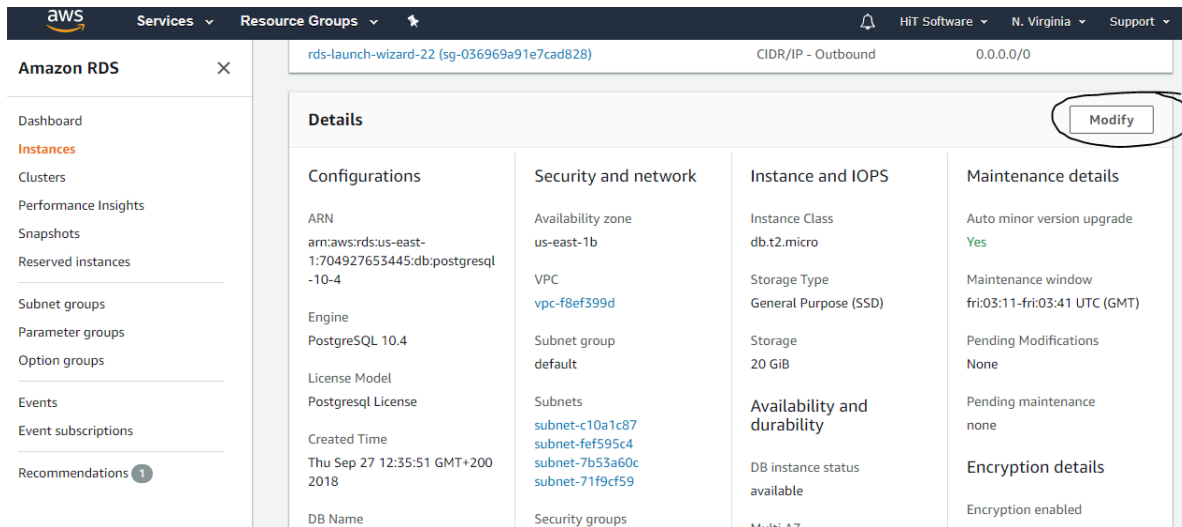 aws
Services
Resource Groups
HiT Software
N. Virginia
Support
Amazon RDS
Dashboard
Instances
Clusters
Performance Insights
Snapshots
Reserved instances
Subnet groups
Parameter groups
Option groups
Events
Event subscriptions
Recommendations 1
rds-launch-wizard-22 (sg-036969a91e7cad828) CIDR/IP - Outbound 0.0.0.0/0
Details
Modify
Configurations
ARN
arn:aws:rds:us-east-
1:704927653445:db:postgresql
-10-4
Engine
PostgreSQL 10.4
License Model
Postgresql License
Created Time
Thu Sep 27 12:35:51 GMT+200
2018
DB Name
Security and network
Availability zone
us-east-1b
VPC
vpc-f8ef399d
Subnet group
default
Subnets
subnet-c10a1c87
subnet-fef595c4
subnet-7b53a60c
subnet-71f9cf59
Security groups
Instance and IOPS
Instance Class
db.t2.micro
Storage Type
General Purpose (SSD)
Storage
20 GiB
Availability and
durability
DB instance status
available
Multi AZ
Maintenance details
Auto minor version upgrade
Yes
Maintenance window
fri:03:11-fri:03:41 UTC (GMT)
Pending Modifications
None
Pending maintenance
none
Encryption details
Encryption enabled